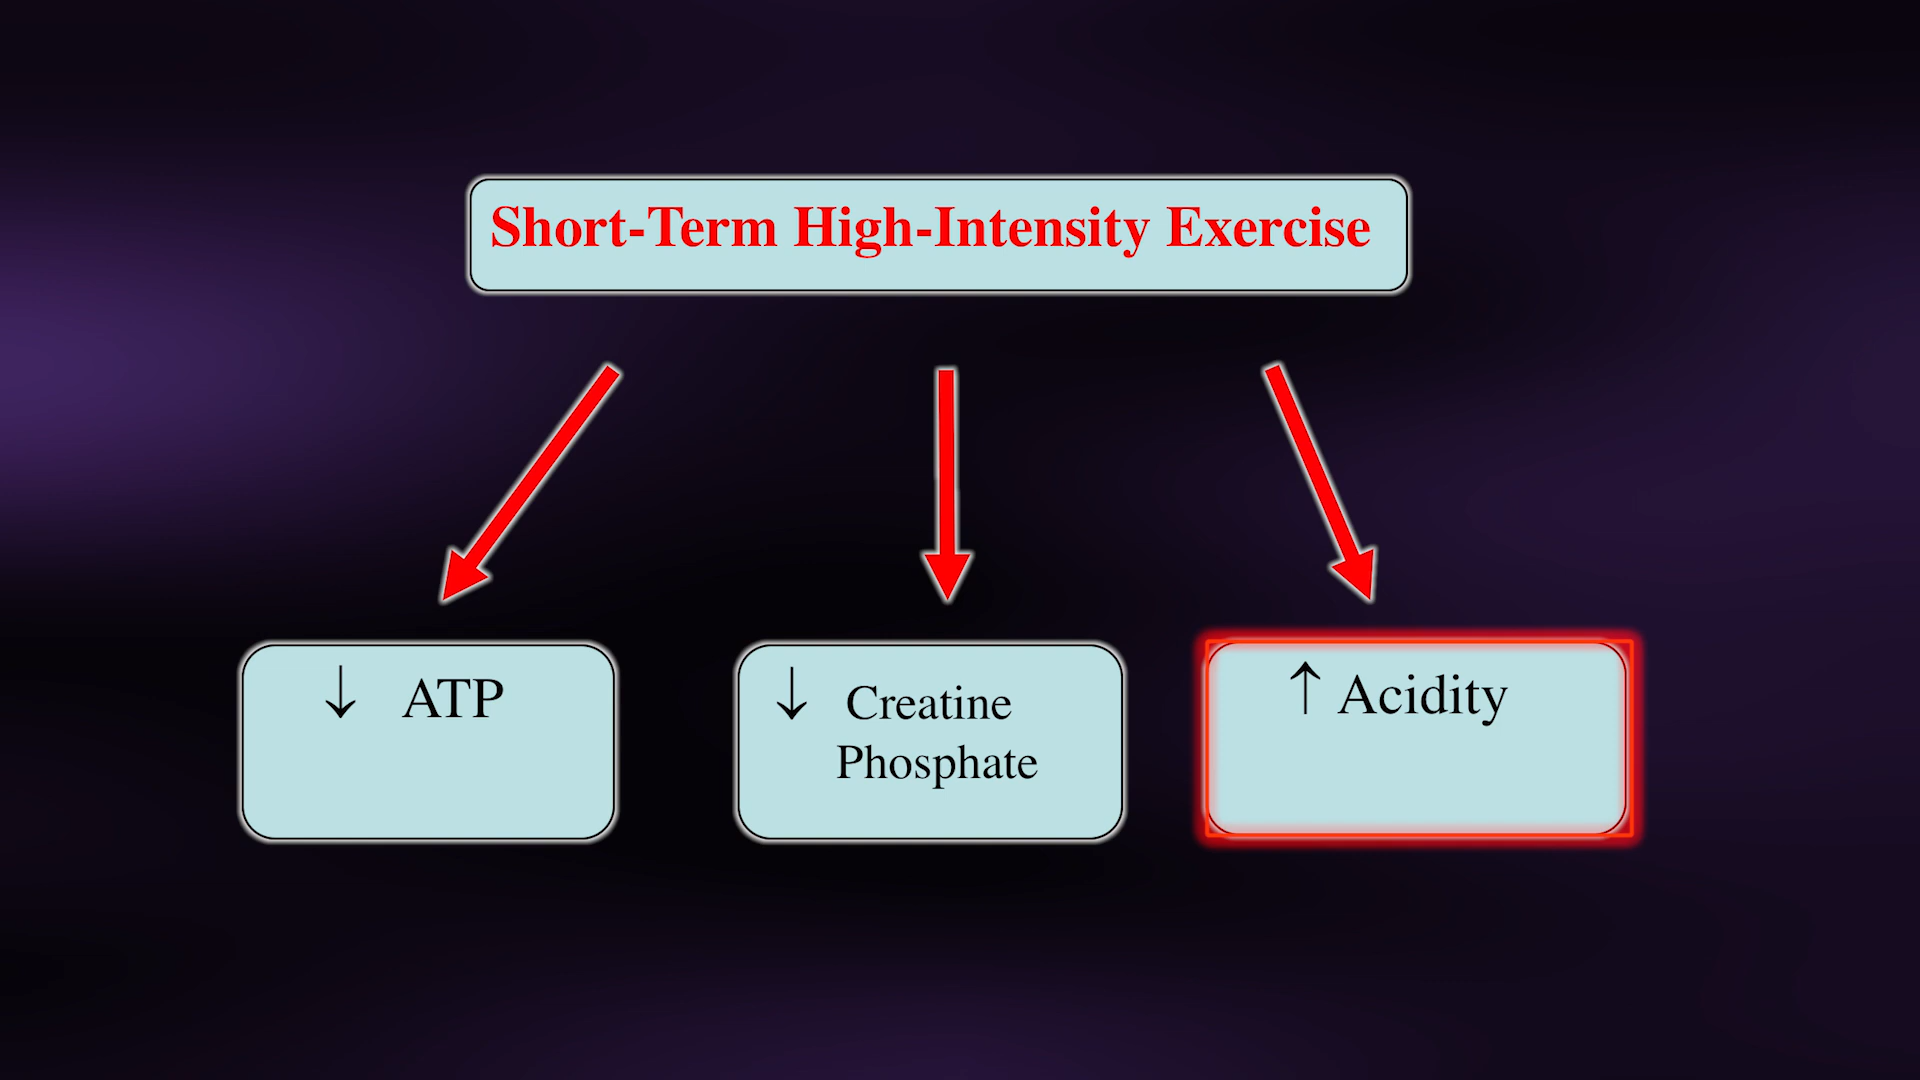 Short-Term High-Intensity Exercise
↓ ATP
↓ Creatine
Phosphate
↑ Acidity